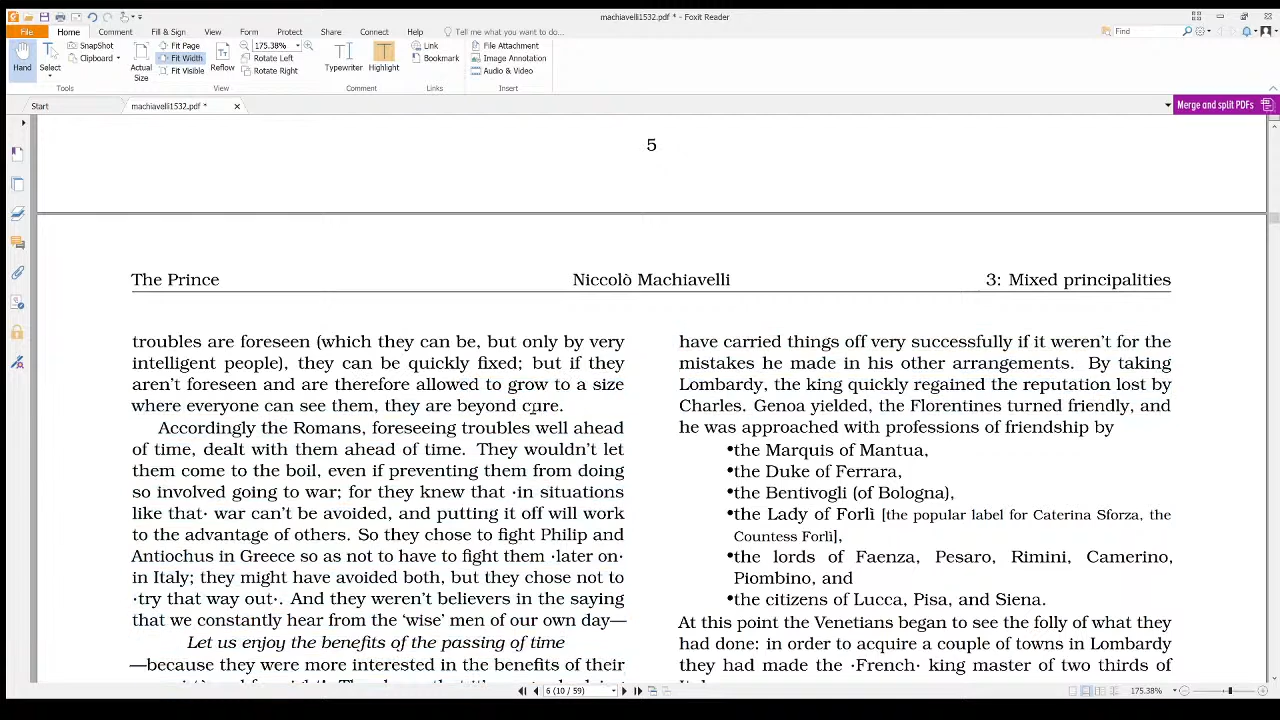 machiavelli1532.pdf * - Foxit Reader
File Home Comment Fill & Sign View Form Protect Share Connect Help Tell me what you want to do... Find
Hand
Select
SnapShot
Clipboard
Tools
Actual Size
Fit Page
Fit Width
Fit Visible
Reflow
175.38%
Rotate Left
Rotate Right
View
Typewriter
Highlight
Comment
Link
Bookmark
Links
File Attachment
Image Annotation
Audio & Video
Insert
Start
machiavelli1532.pdf *
Merge and split PDFs
5
The Prince
Niccolò Machiavelli
3: Mixed principalities
troubles are foreseen (which they can be, but only by very
intelligent people), they can be quickly fixed; but if they
aren't foreseen and are therefore allowed to grow to a size
where everyone can see them, they are beyond cure.
Accordingly the Romans, foreseeing troubles well ahead
of time, dealt with them ahead of time. They wouldn't let
them come to the boil, even if preventing them from doing
so involved going to war; for they knew that ·in situations
like that· war can't be avoided, and putting it off will work
to the advantage of others. So they chose to fight Philip and
Antiochus in Greece so as not to have to fight them ·later on·
in Italy; they might have avoided both, but they chose not to
·try that way out·. And they weren't believers in the saying
that we constantly hear from the 'wise' men of our own day—
Let us enjoy the benefits of the passing of time
—because they were more interested in the benefits of their
have carried things off very successfully if it weren't for the
mistakes he made in his other arrangements. By taking
Lombardy, the king quickly regained the reputation lost by
Charles. Genoa yielded, the Florentines turned friendly, and
he was approached with professions of friendship by
•the Marquis of Mantua,
•the Duke of Ferrara,
•the Bentivogli (of Bologna),
•the Lady of Forlì [the popular label for Caterina Sforza, the
Countess Forlì],
•the lords of Faenza, Pesaro, Rimini, Camerino,
Piombino, and
•the citizens of Lucca, Pisa, and Siena.
At this point the Venetians began to see the folly of what they
had done: in order to acquire a couple of towns in Lombardy
they had made the ·French· king master of two thirds of
6 (10 / 59)
175.38%